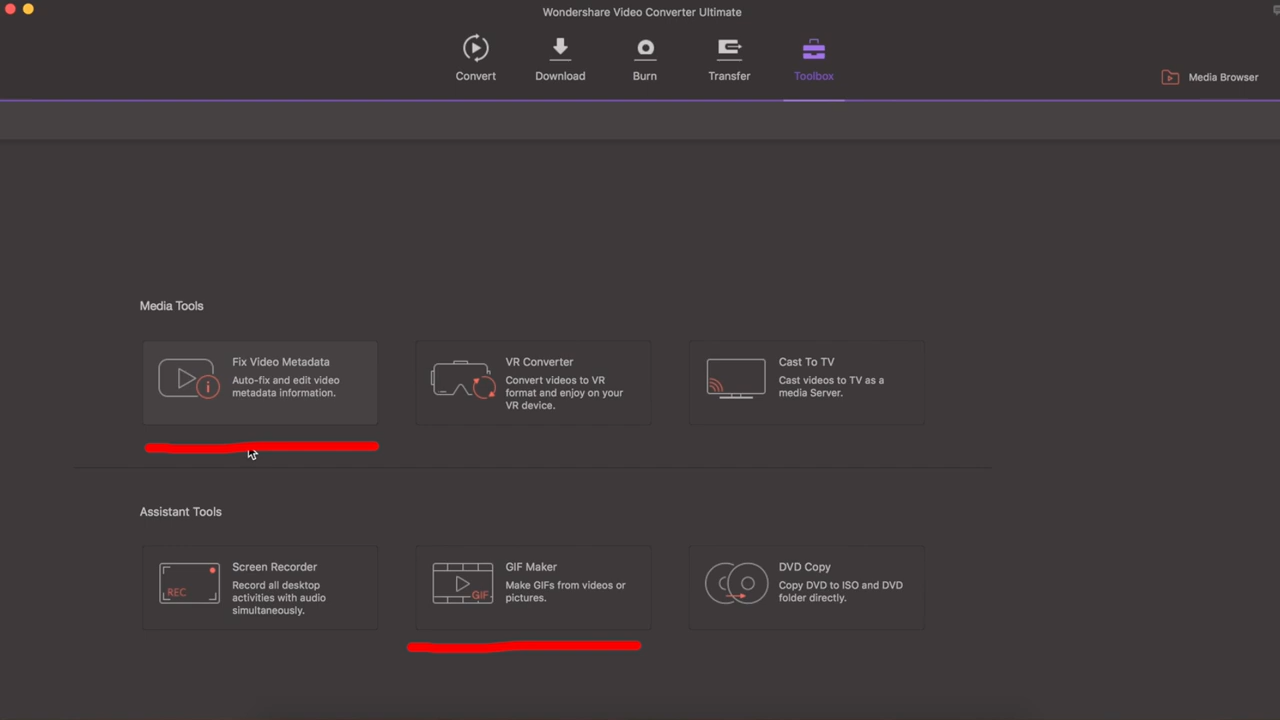 Wondershare Video Converter Ultimate
Convert
Download
Burn
Transfer
Toolbox
Media Browser
Media Tools
Fix Video Metadata
Auto-fix and edit video
metadata information.
VR Converter
Convert videos to VR
format and enjoy on your
VR device.
Cast To TV
Cast videos to TV as a
media Server.
Assistant Tools
REC
Screen Recorder
Record all desktop
activities with audio
simultaneously.
GIF
GIF Maker
Make GIFs from videos or
pictures.
DVD Copy
Copy DVD to ISO and DVD
folder directly.